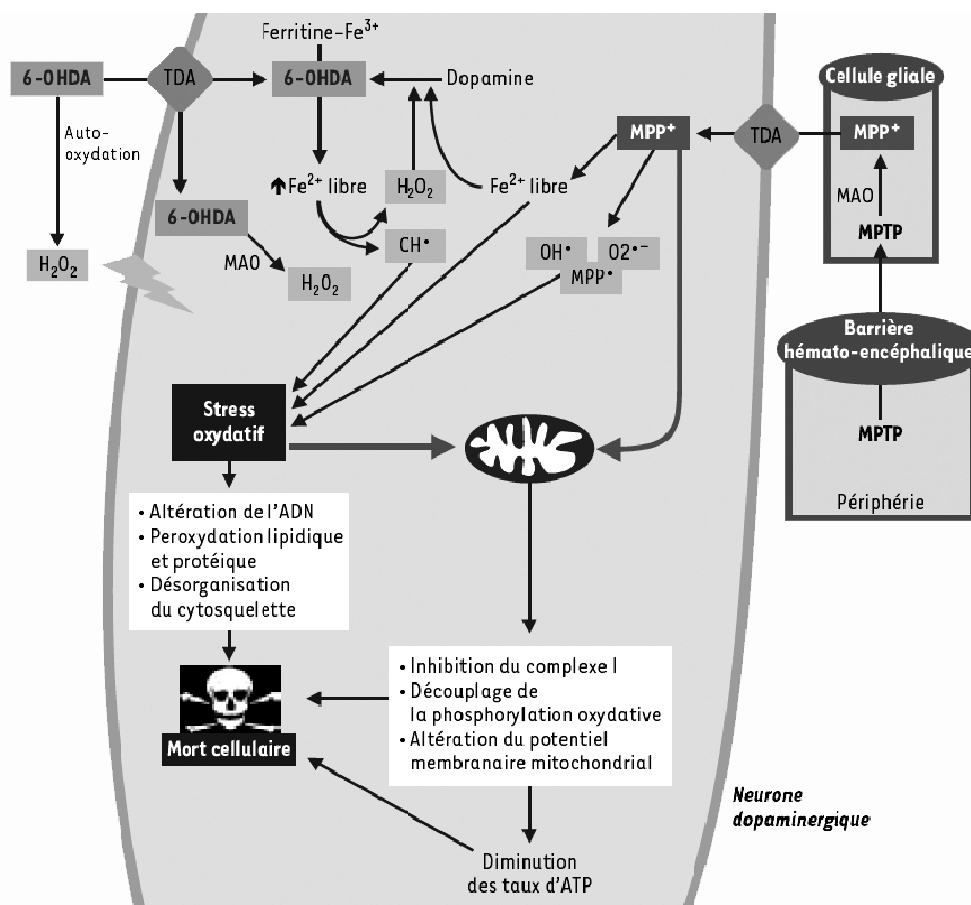 Ferritine–Fe³⁺
6-OHDA
TDA
6-OHDA
Dopamine
Auto-
oxydation
H₂O₂
6-OHDA
MAO
H₂O₂
↑Fe²⁺ libre
H₂O₂
CH•
Fe²⁺ libre
MPP⁺
OH•
O2•⁻
MPP•
TDA
Cellule gliale
MPP⁺
MAO
MPTP
Barrière
hémato-encéphalique
MPTP
Périphérie
Stress
oxydatif
• Altération de l'ADN
• Peroxydation lipidique
et protéique
• Désorganisation
du cytosquelette
Mort cellulaire
• Inhibition du complexe I
• Découplage de
la phosphorylation oxydative
• Altération du potentiel
membranaire mitochondrial
Diminution
des taux d'ATP
Neurone
dopaminergique